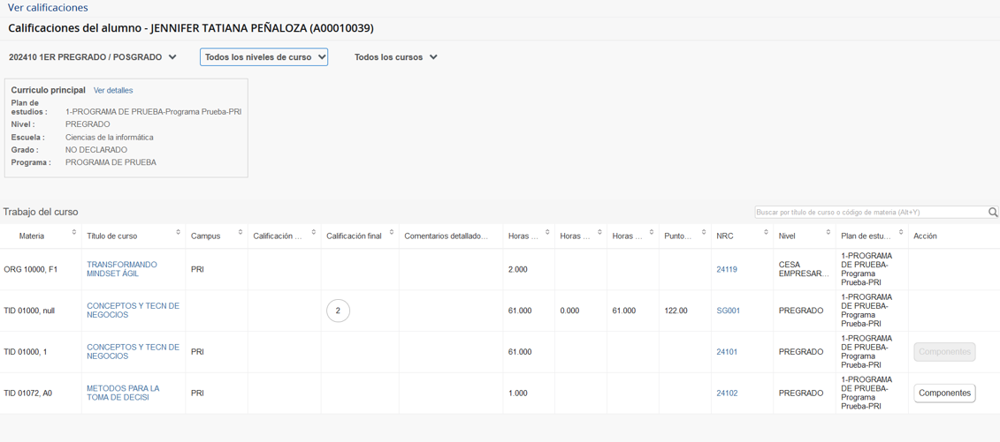 Ver calificaciones
Calificaciones del alumno - JENNIFER TATIANA PEÑALOZA (A00010039)
202410 1ER PREGRADO / POSGRADO Todos los niveles de curso Todos los cursos
Curriculo principal Ver detalles
Plan de
estudios : 1-PROGRAMA DE PRUEBA-Programa Prueba-PRI
Nivel : PREGRADO
Escuela : Ciencias de la informática
Grado : NO DECLARADO
Programa : PROGRAMA DE PRUEBA
Trabajo del curso Buscar por título de curso o código de materia (Alt+Y)
Materia Título de curso Campus Calificación ... Calificación final Comentarios detallado... Horas ... Horas ... Horas ... Punto... NRC Nivel Plan de estu... Acción
ORG 10000, F1 TRANSFORMANDO MINDSET ÁGIL PRI 2.000 24119 CESA EMPRESAR... 1-PROGRAMA DE PRUEBA-Programa Prueba-PRI
TID 01000, null CONCEPTOS Y TECN DE NEGOCIOS 2 61.000 0.000 61.000 122.00 SG001 PREGRADO 1-PROGRAMA DE PRUEBA-Programa Prueba-PRI
TID 01000, 1 CONCEPTOS Y TECN DE NEGOCIOS PRI 61.000 24101 PREGRADO 1-PROGRAMA DE PRUEBA-Programa Prueba-PRI Componentes
TID 01072, A0 METODOS PARA LA TOMA DE DECISI PRI 1.000 24102 PREGRADO 1-PROGRAMA DE PRUEBA-Programa Prueba-PRI Componentes